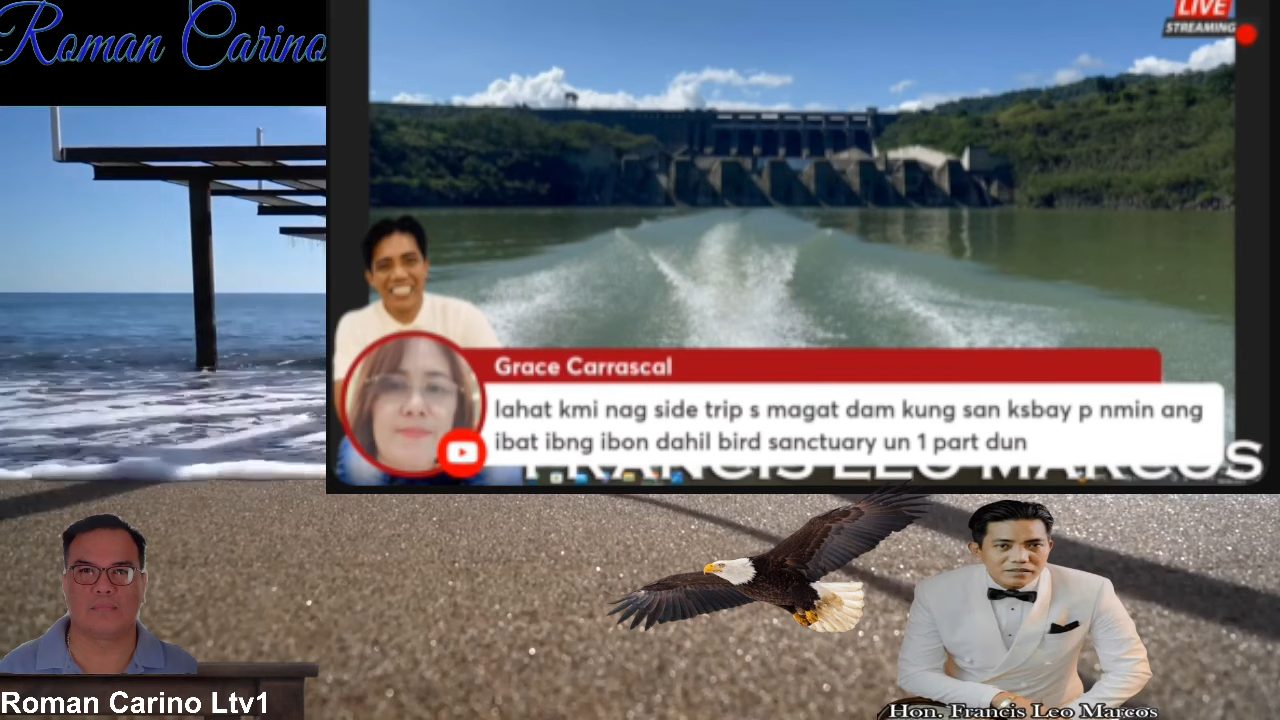 Roman Carino
LIVE
STREAMING
Grace Carrascal
lahat kmi nag side trip s magat dam kung san ksbay p nmin ang
ibat ibng ibon dahil bird sanctuary un 1 part dun
FRANCIS LEO MARCOS
Roman Carino Ltv1
Hon. Francis Leo Marcos